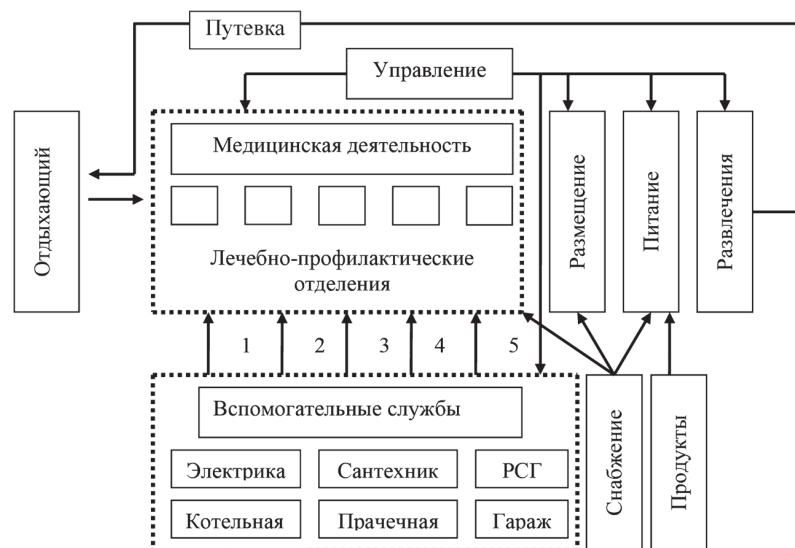 Путевка
Управление
Отдыхающий
Медицинская деятельность
Лечебно-профилактические
отделения
Размещение
Питание
Развлечения
1 2 3 4 5
Вспомогательные службы
Электрика Сантехник РСГ
Котельная Прачечная Гараж
Снабжение
Продукты